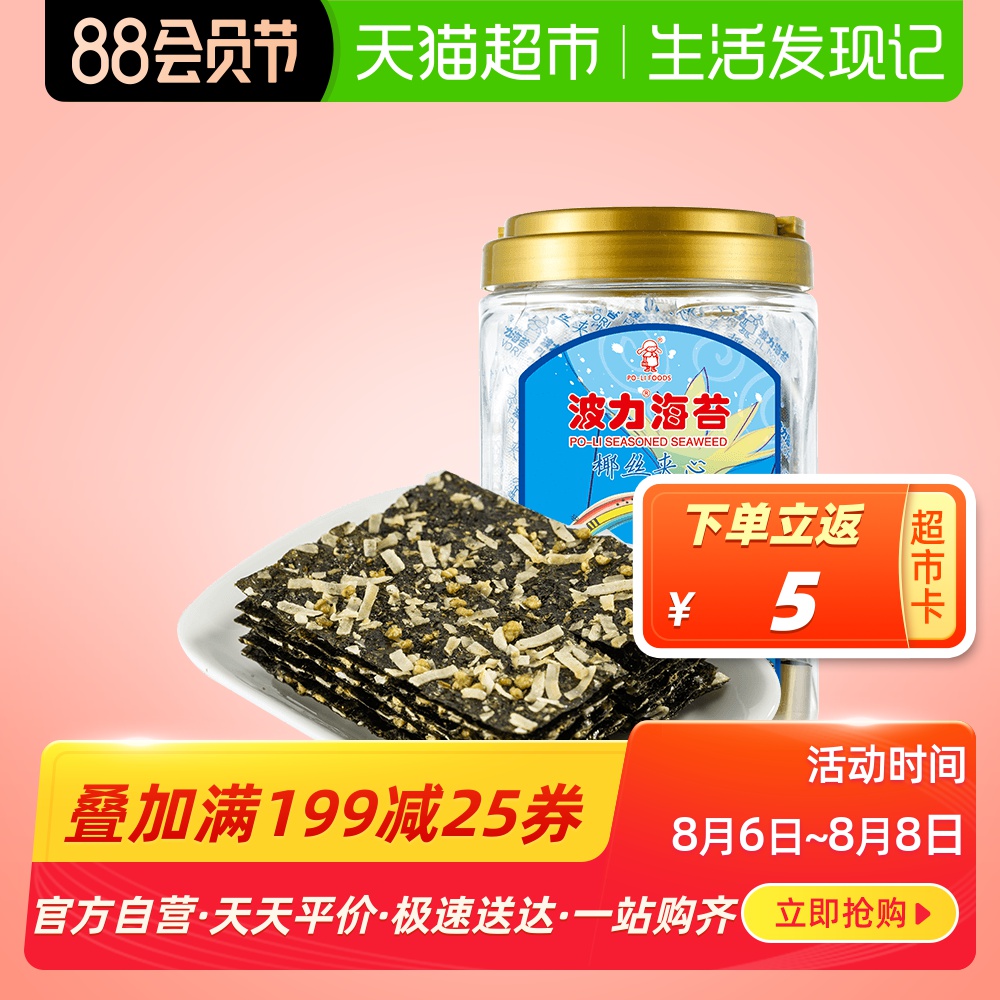 88会员节
天猫超市 | 生活发现记
PO-LI FOODS
波力®海苔
PO-LI SEASONED SEAWEED
椰丝夹心
波力海苔
下单立返
¥ 5
超市卡
叠加满199减25券
活动时间
8月6日~8月8日
官方自营·天天平价·极速送达·一站购齐
立即抢购